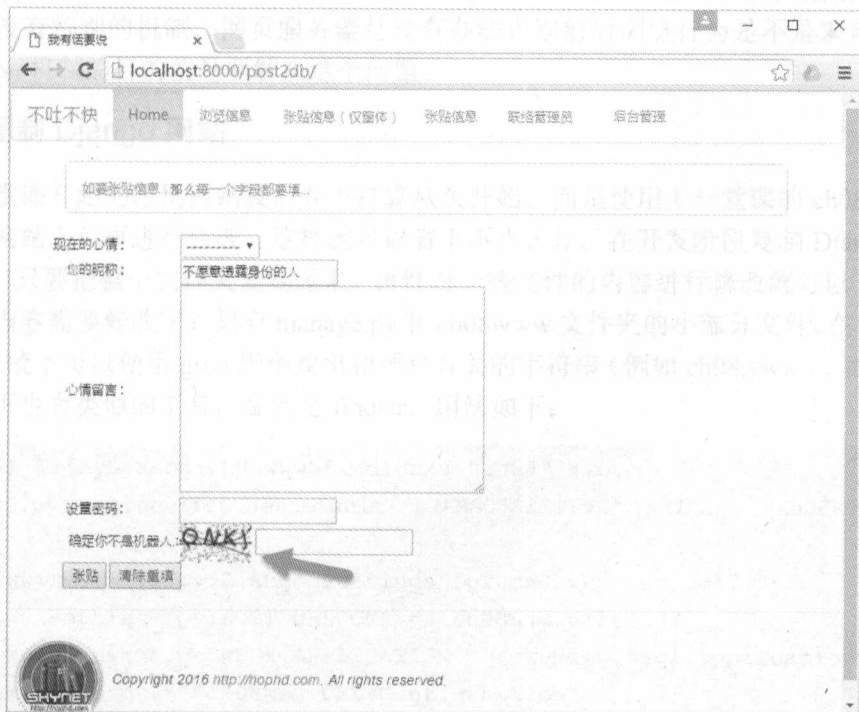 我有话要说
localhost:8000/post2db/
不吐不快 Home 浏览信息 张贴信息(仅窗体) 张贴信息 联络管理员 后台管理
如要张贴信息,那么每一个字段都要填...
现在的心情:
您的昵称: 不愿意透露身份的人
心情留言:
设置密码:
确定你不是机器人:
张贴 清除重填
SKYNET
http://hophd.com
Copyright 2016 http://hophd.com. All rights reserved.